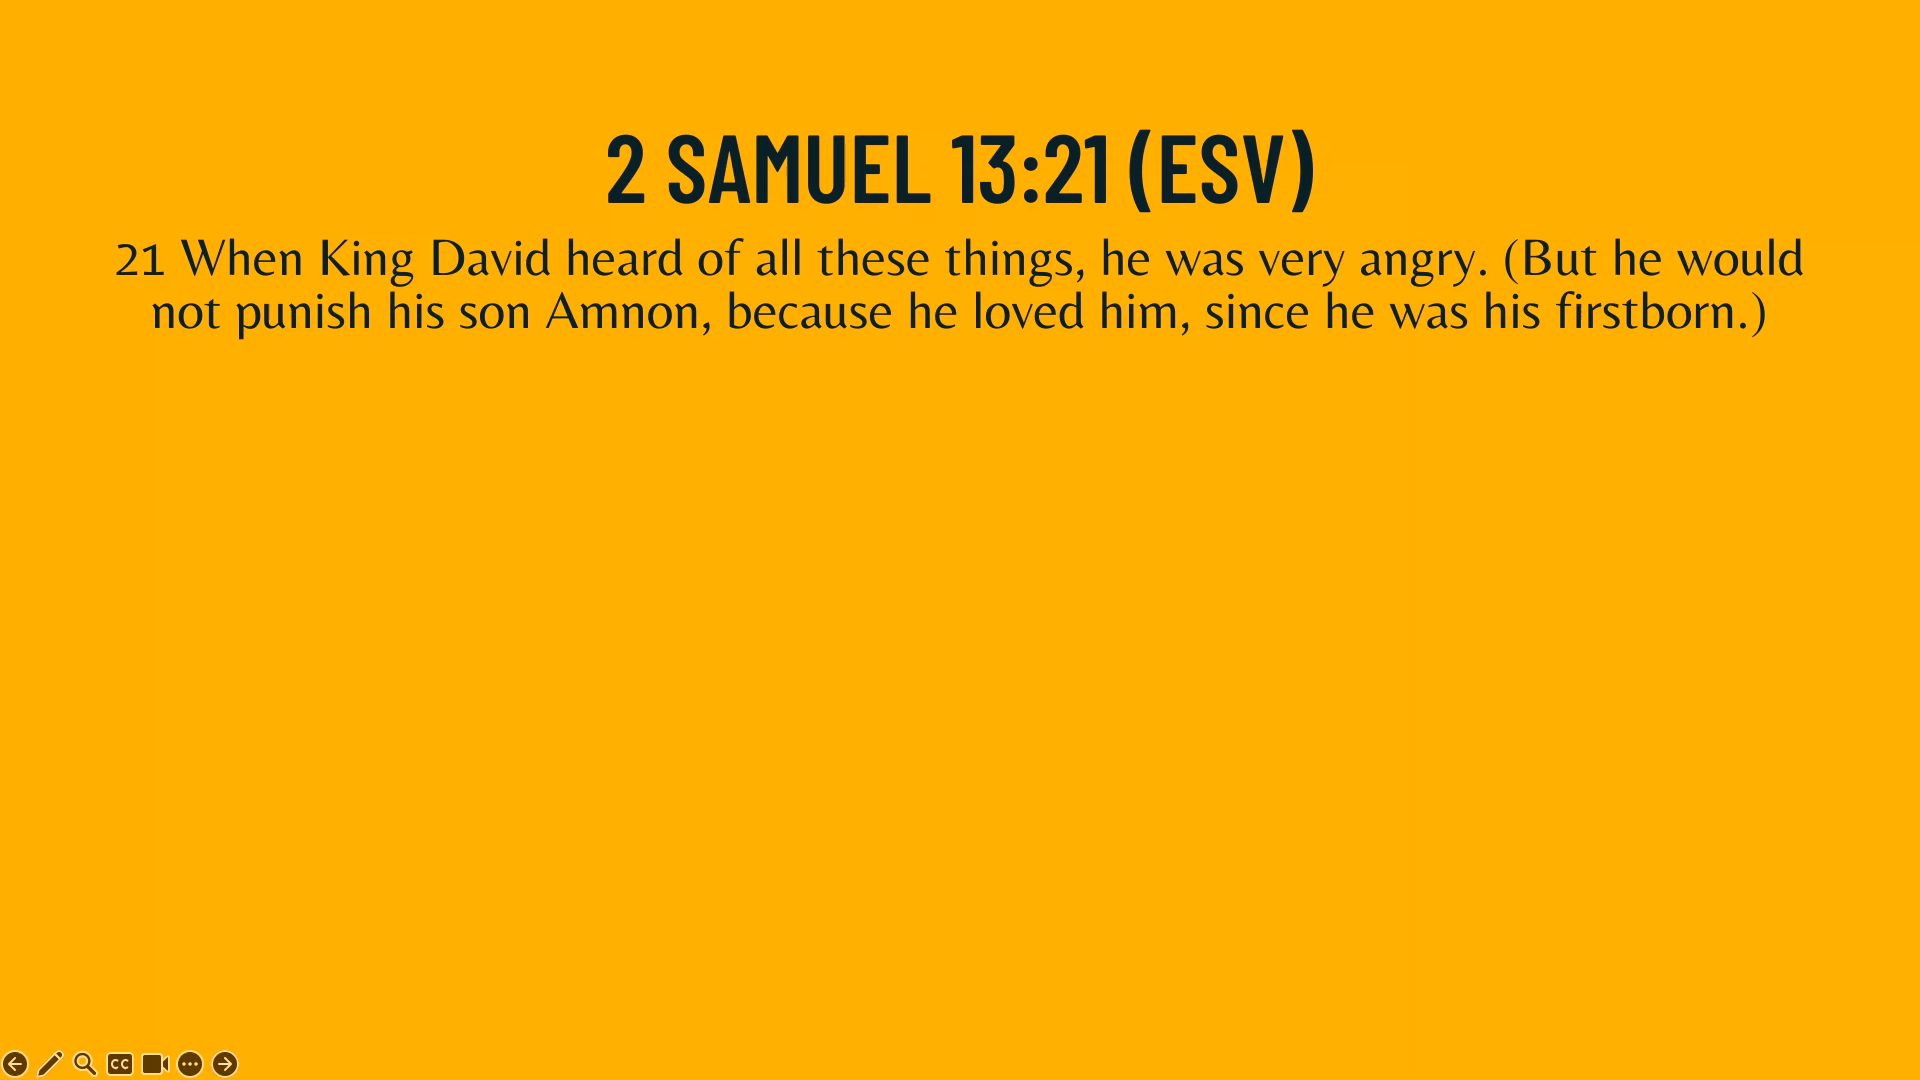 2 SAMUEL 13:21 (ESV)
21 When King David heard of all these things, he was very angry. (But he would
not punish his son Amnon, because he loved him, since he was his firstborn.)
CC